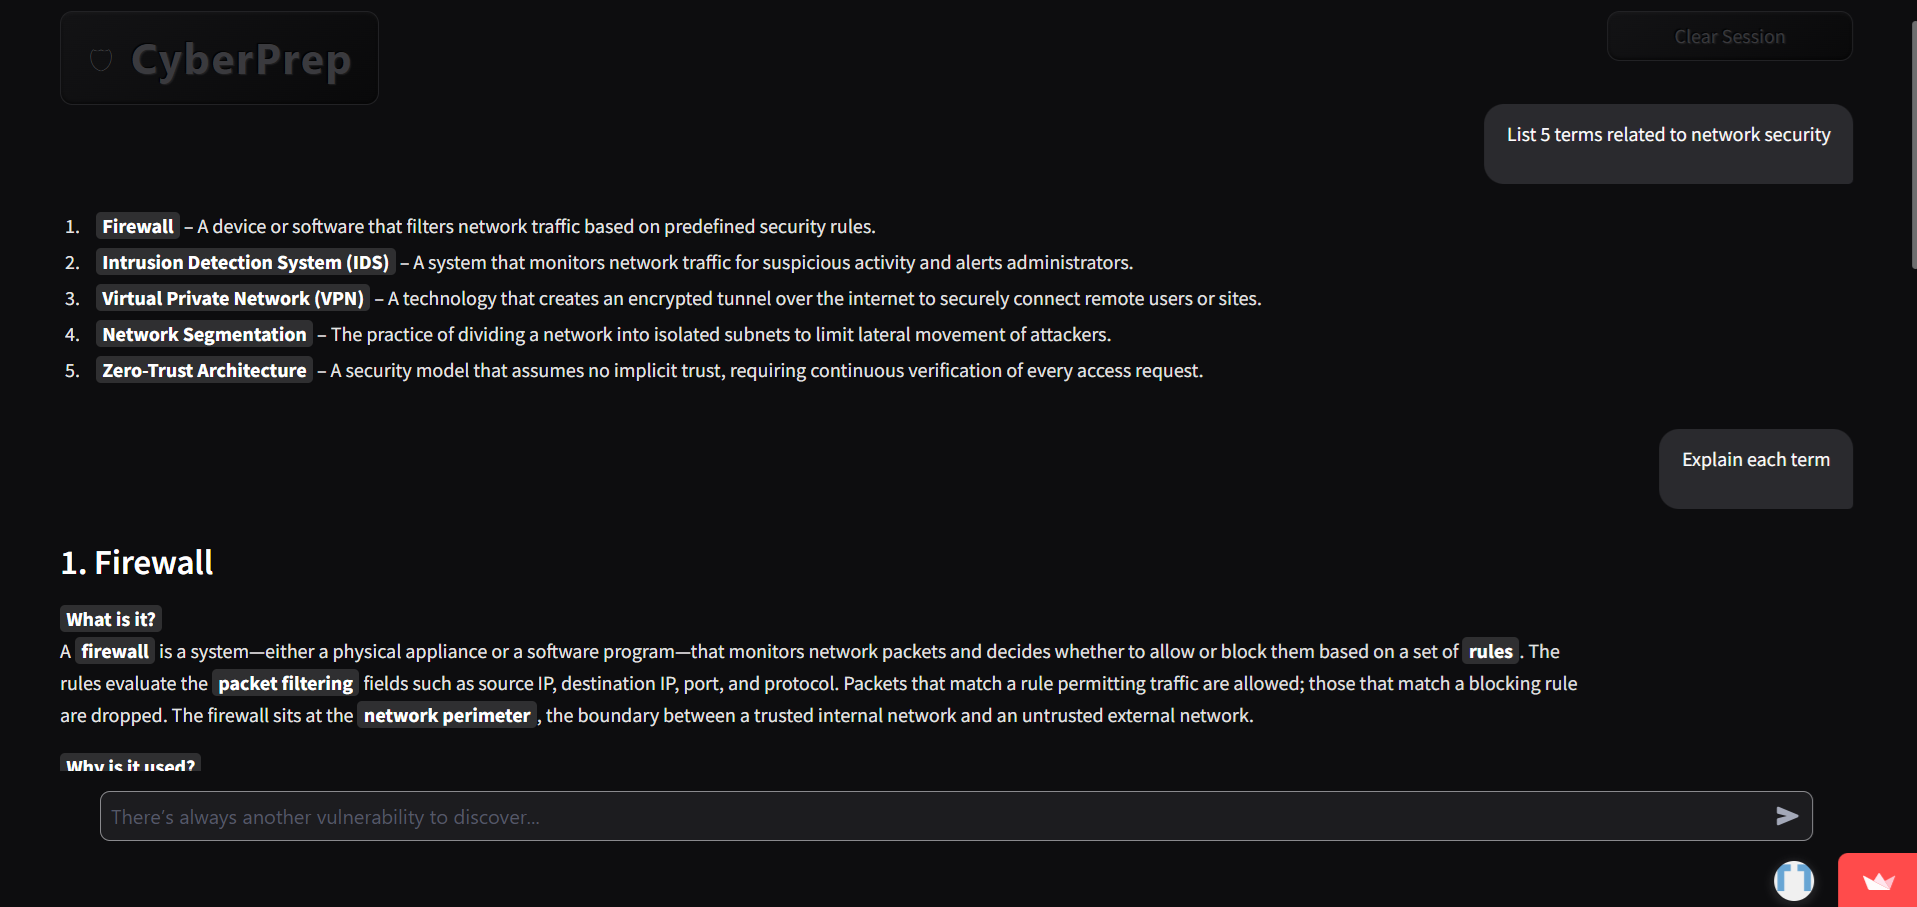 CyberPrep
Clear Session
List 5 terms related to network security
1. Firewall – A device or software that filters network traffic based on predefined security rules.
2. Intrusion Detection System (IDS) – A system that monitors network traffic for suspicious activity and alerts administrators.
3. Virtual Private Network (VPN) – A technology that creates an encrypted tunnel over the internet to securely connect remote users or sites.
4. Network Segmentation – The practice of dividing a network into isolated subnets to limit lateral movement of attackers.
5. Zero-Trust Architecture – A security model that assumes no implicit trust, requiring continuous verification of every access request.
Explain each term
1. Firewall
What is it?
A firewall is a system—either a physical appliance or a software program—that monitors network packets and decides whether to allow or block them based on a set of rules . The
rules evaluate the packet filtering fields such as source IP, destination IP, port, and protocol. Packets that match a rule permitting traffic are allowed; those that match a blocking rule
are dropped. The firewall sits at the network perimeter , the boundary between a trusted internal network and an untrusted external network.
Why is it used?
There's always another vulnerability to discover...